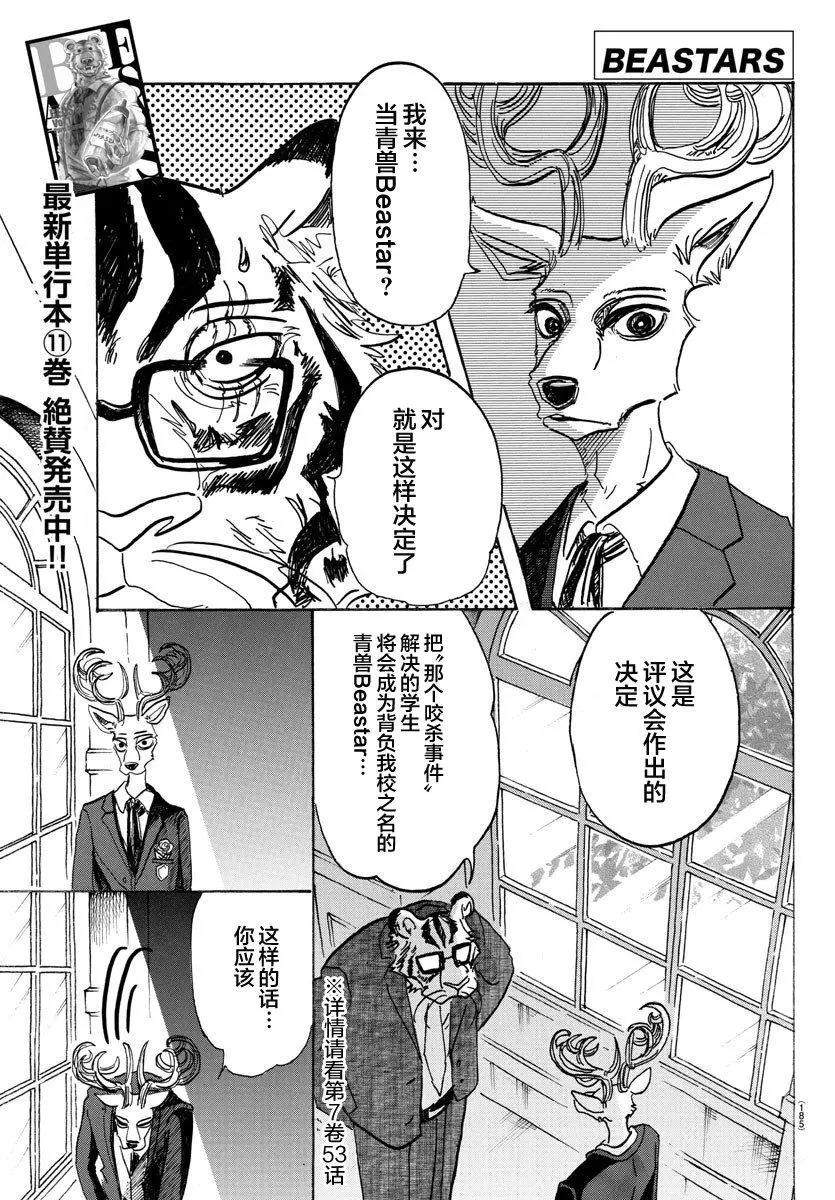 BEASTARS
BEASTARS
最新単行本⑪巻 絶賛発売中!!
我来…
当青兽Beastar？
对
就是这样决定了
这是
评议会作出的
决定
把〝那个咬杀事件〟
解决的学生
将会成为背负我校之名的
青兽Beastar…
※详情请看第7卷53话
这样的话…
你应该
(185)